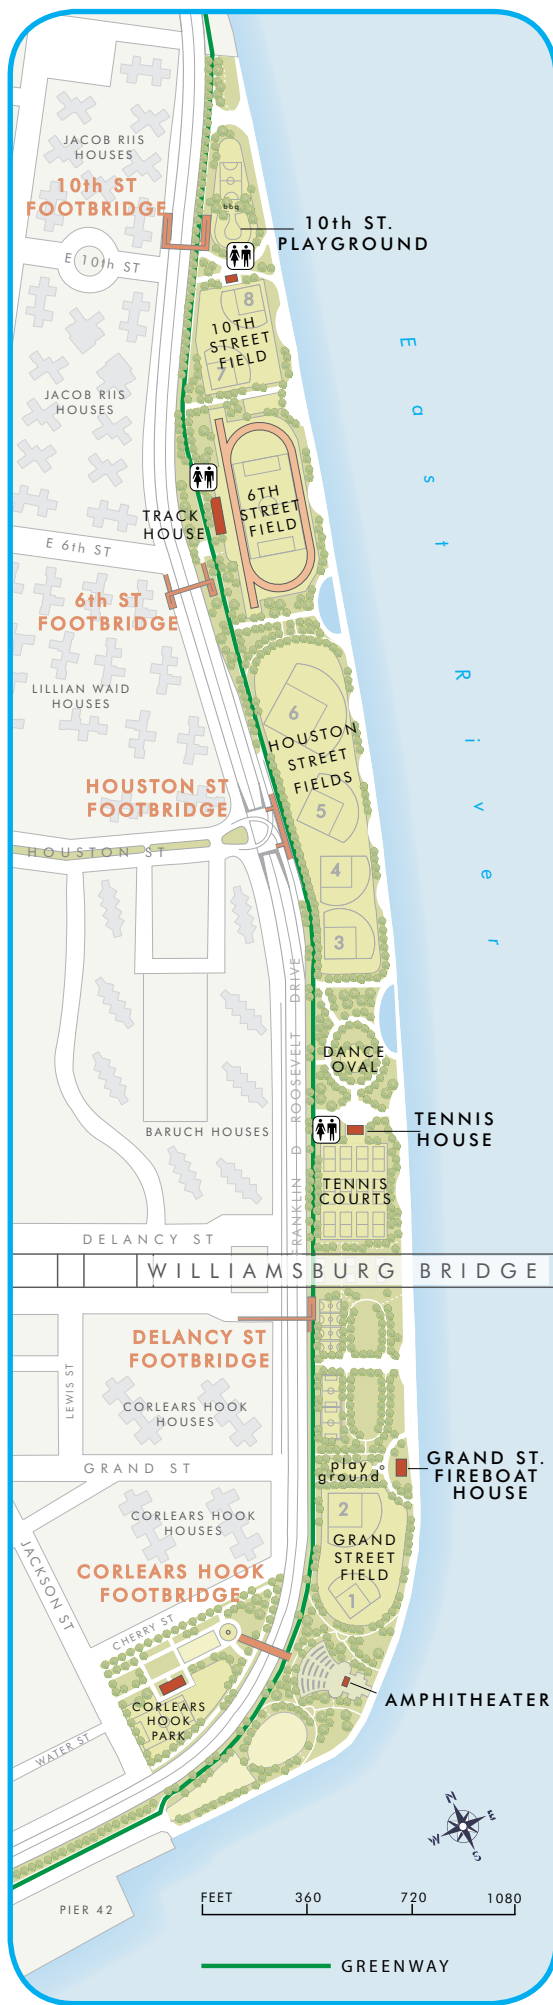 JACOB RIIS
HOUSES
10th ST
FOOTBRIDGE
bbq
10th ST.
PLAYGROUND
E 10th ST
8
10TH
STREET
FIELD
7
East River
JACOB RIIS
HOUSES
6TH
STREET
FIELD
TRACK
HOUSE
E 6th ST
6th ST
FOOTBRIDGE
LILLIAN WAID
HOUSES
6
HOUSTON
STREET
FIELDS
HOUSTON ST
FOOTBRIDGE
5
HOUSTON ST
4
3
FRANKLIN D ROOSEVELT DRIVE
DANCE
OVAL
TENNIS
HOUSE
BARUCH HOUSES
TENNIS
COURTS
DELANCY ST
WILLIAMSBURG BRIDGE
DELANCY ST
FOOTBRIDGE
LEWIS ST
CORLEARS HOOK
HOUSES
GRAND ST
play
ground
GRAND ST.
FIREBOAT
HOUSE
2
CORLEARS HOOK
HOUSES
GRAND
STREET
FIELD
1
JACKSON ST
CORLEARS HOOK
FOOTBRIDGE
CHERRY ST
AMPHITHEATER
CORLEARS
HOOK
PARK
WATER ST
N
E
W
S
PIER 42
FEET 360 720 1080
GREENWAY